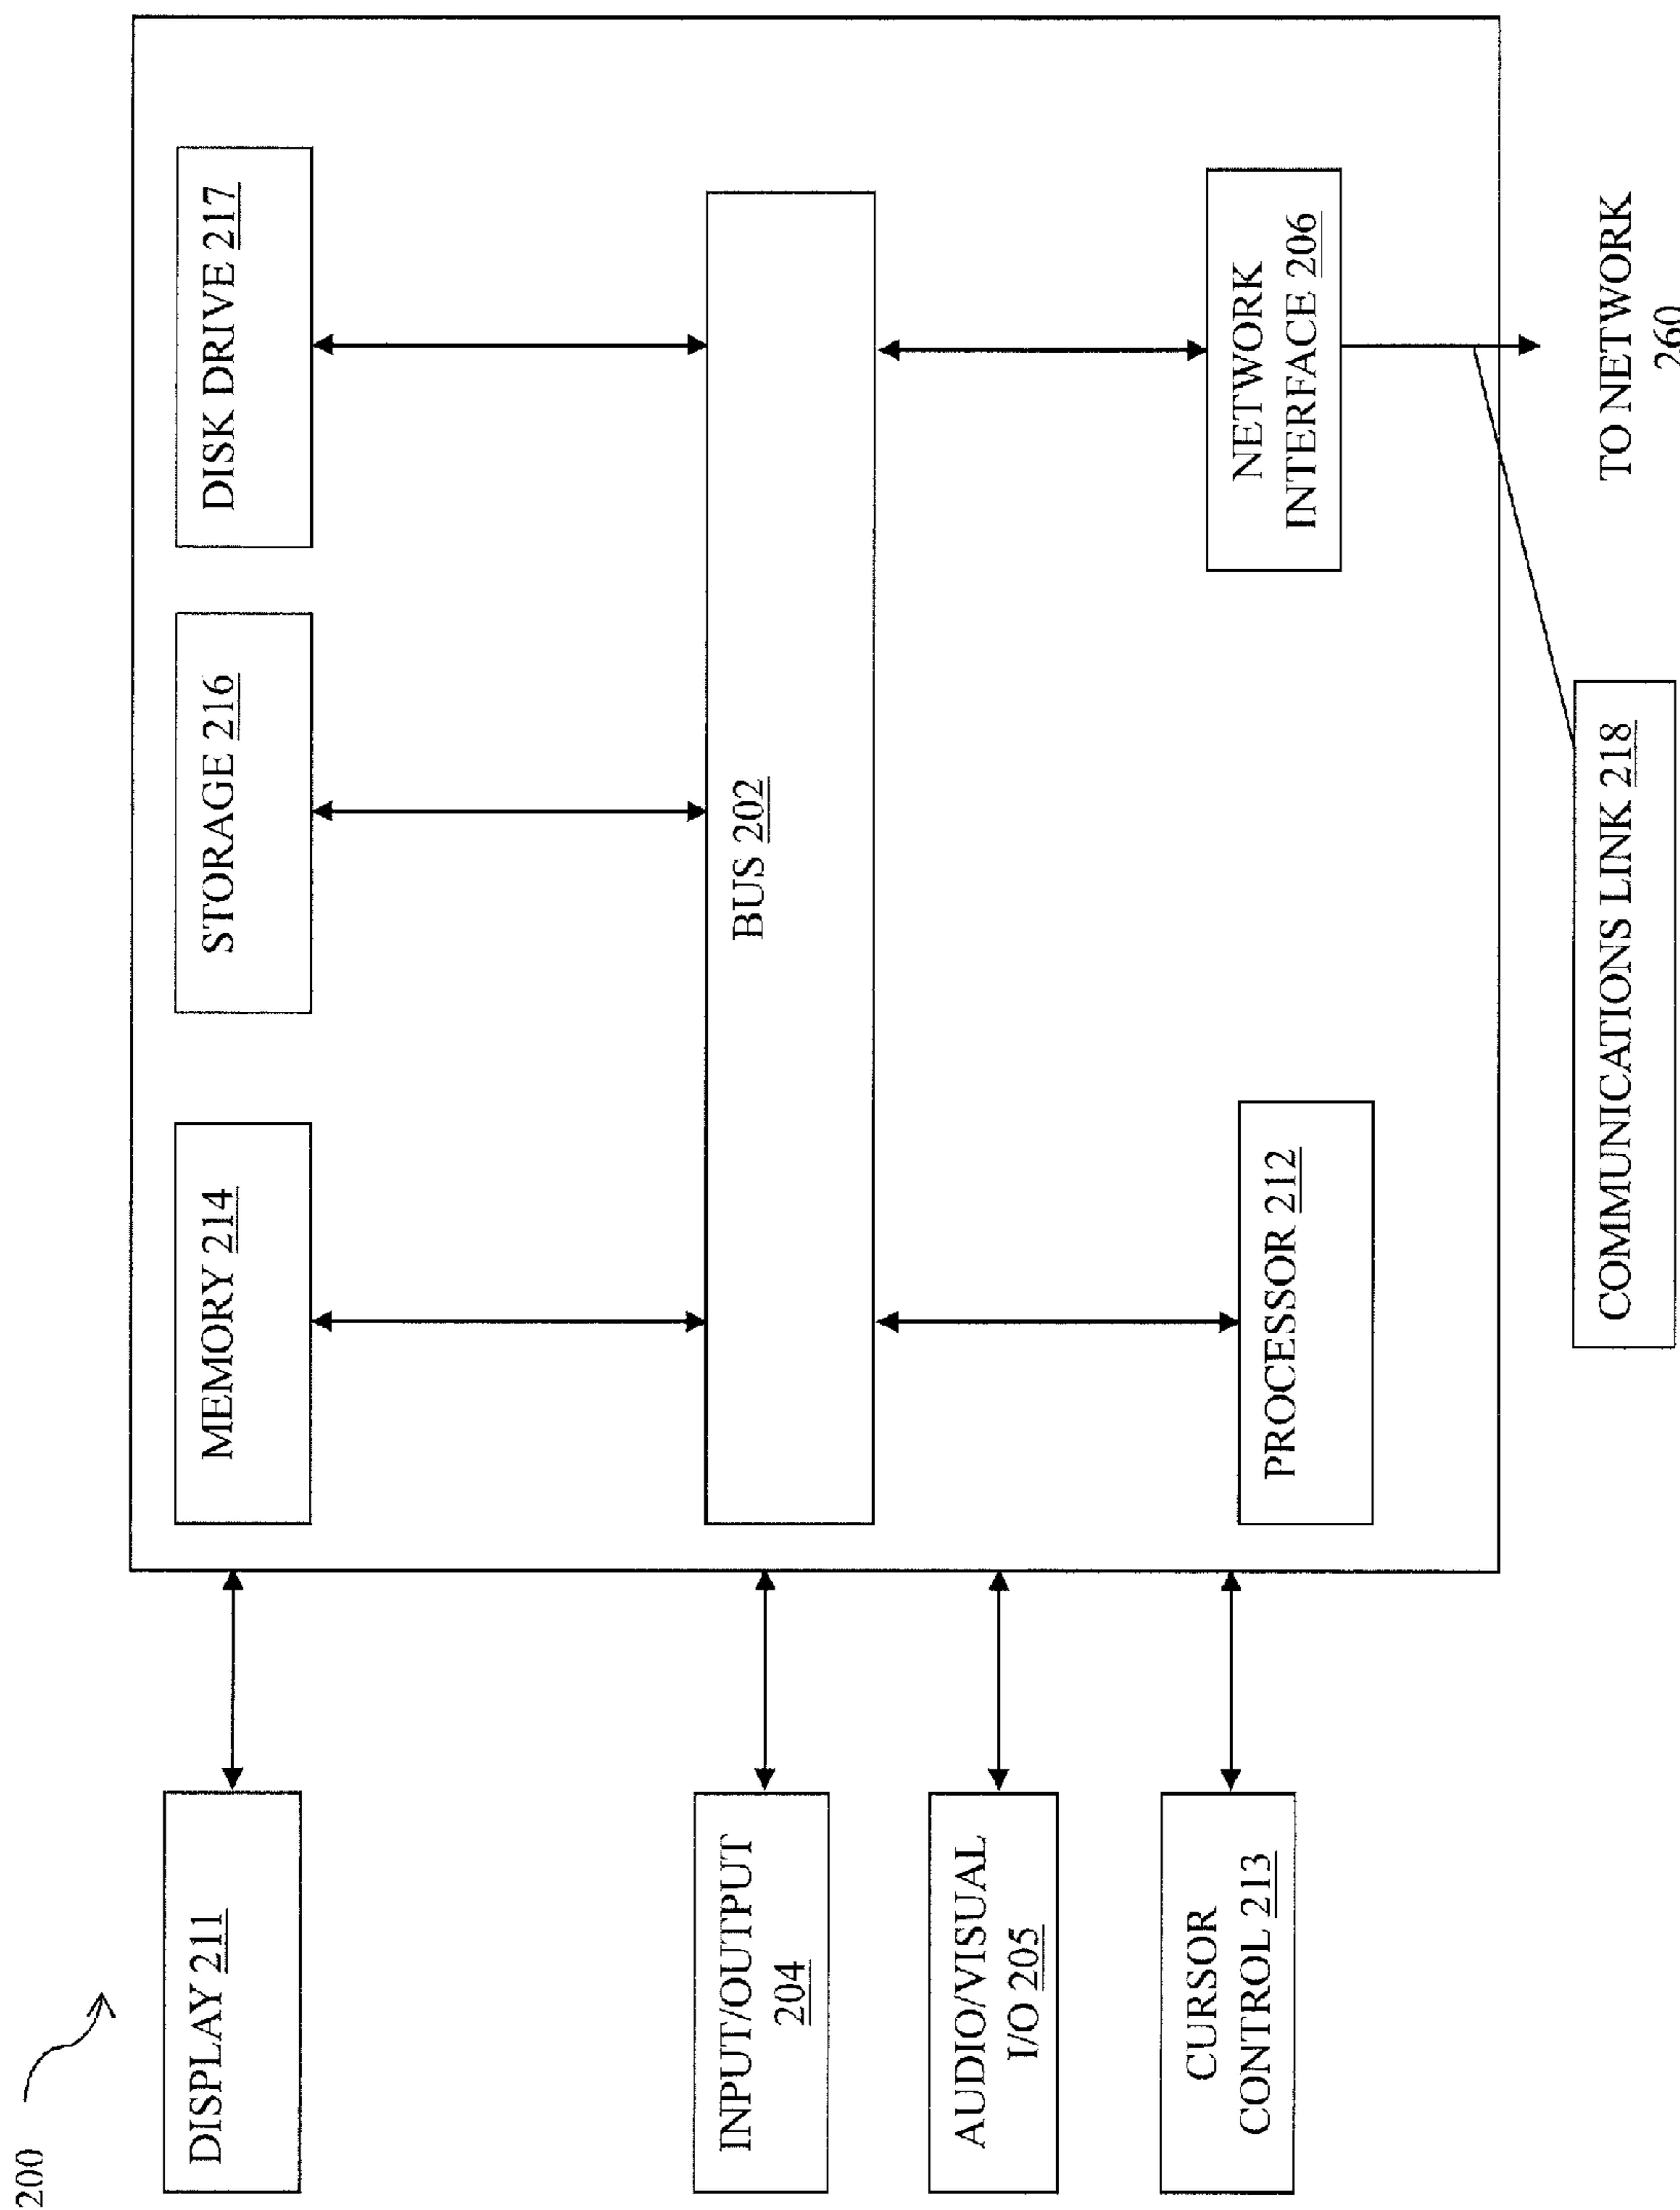 200
DISPLAY 211
MEMORY 214
STORAGE 216
DISK DRIVE 217
INPUT/OUTPUT
204
BUS 202
AUDIO/VISUAL
I/O 205
CURSOR
CONTROL 213
PROCESSOR 212
NETWORK
INTERFACE 206
COMMUNICATIONS LINK 218
TO NETWORK
260